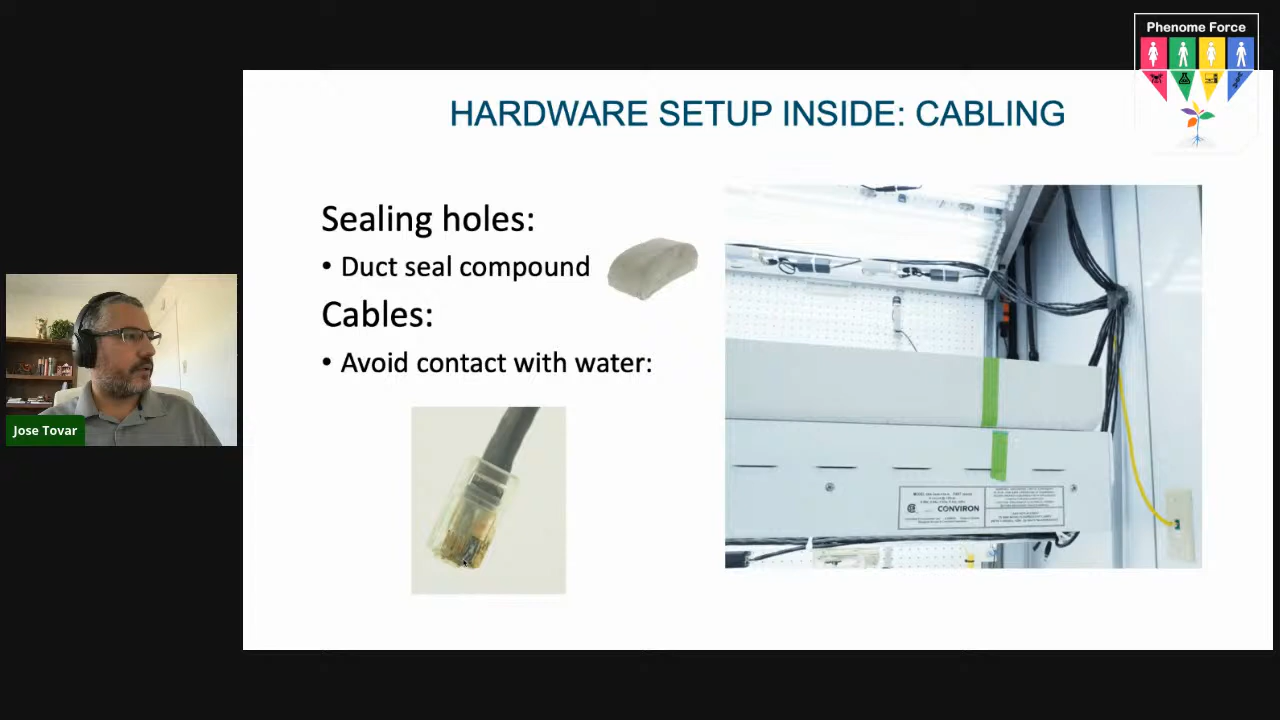 Phenome Force
HARDWARE SETUP INSIDE: CABLING
Sealing holes:
• Duct seal compound
Cables:
• Avoid contact with water:
Jose Tovar
CONVIRON